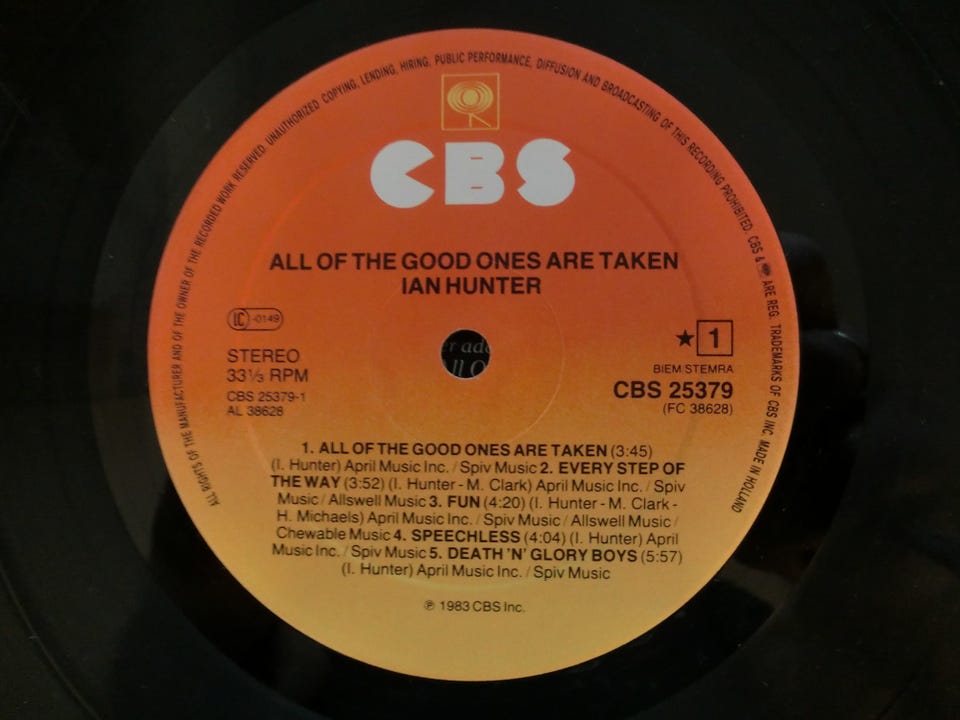 ALL RIGHTS OF THE MANUFACTURER AND OF THE OWNER OF THE RECORDED WORK RESERVED. UNAUTHORIZED COPYING, LENDING, HIRING, PUBLIC PERFORMANCE, DIFFUSION AND BROADCASTING OF THIS RECORDING PROHIBITED. CBS & ARE REG. TRADEMARKS OF CBS INC. MADE IN HOLLAND
CBS
ALL OF THE GOOD ONES ARE TAKEN
IAN HUNTER
LC -0149
STEREO
33⅓ RPM
CBS 25379-1
AL 38628
★ 1
BIEM STEMRA
CBS 25379
(FC 38628)
1. ALL OF THE GOOD ONES ARE TAKEN (3:45)
(I. Hunter) April Music Inc. / Spiv Music 2. EVERY STEP OF
THE WAY (3:52) (I. Hunter - M. Clark) April Music Inc. / Spiv
Music / Allswell Music 3. FUN (4:20) (I. Hunter - M. Clark -
H. Michaels) April Music Inc. / Spiv Music / Allswell Music /
Chewable Music 4. SPEECHLESS (4:04) (I. Hunter) April
Music Inc. / Spiv Music 5. DEATH 'N' GLORY BOYS (5:57)
(I. Hunter) April Music Inc. / Spiv Music
℗ 1983 CBS Inc.